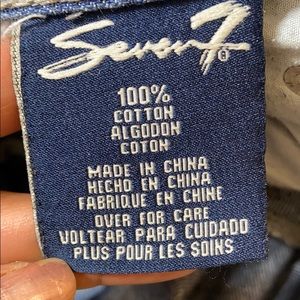 Seven7®
100%
COTTON
ALGODON
COTON
MADE IN CHINA
HECHO EN CHINA
FABRIQUE EN CHINE
OVER FOR CARE
VOLTEAR PARA CUIDADO
PLUS POUR LES SOINS